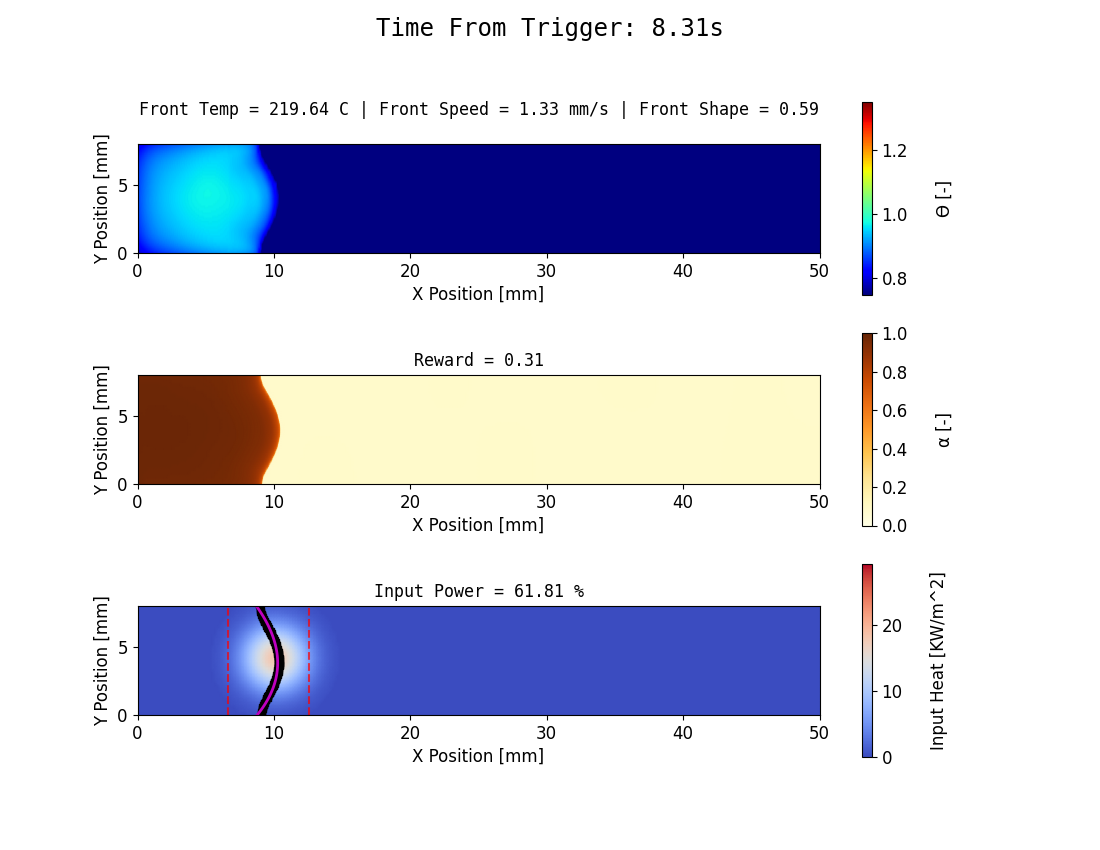 Time From Trigger: 8.31s
Front Temp = 219.64 C | Front Speed = 1.33 mm/s | Front Shape = 0.59
Y Position [mm]
5
0
0 10 20 30 40 50
X Position [mm]
1.2
1.0
0.8
ϴ [-]
Reward = 0.31
Y Position [mm]
5
0
0 10 20 30 40 50
X Position [mm]
1.0
0.8
0.6
0.4
0.2
0.0
α [-]
Input Power = 61.81 %
Y Position [mm]
5
0
0 10 20 30 40 50
X Position [mm]
20
10
0
Input Heat [KW/m^2]